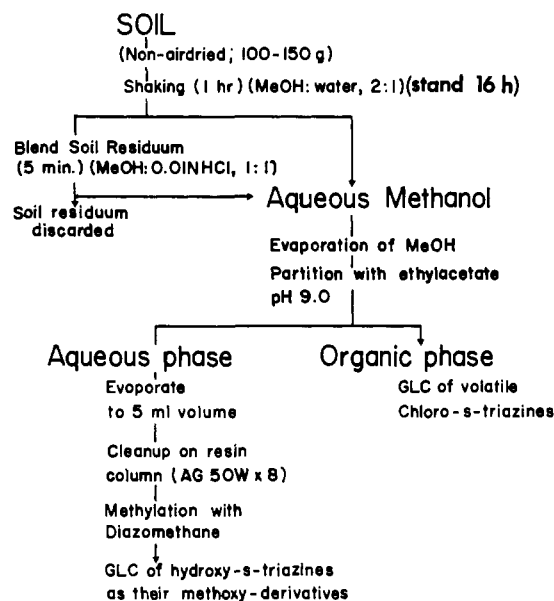 SOIL
(Non-airdried; 100-150 g)
Shaking (1 hr) (MeOH: water, 2:1)(stand 16 h)
Blend Soil Residuum
(5 min.) (MeOH:0.01NHCl, 1:1)
Soil residuum
discarded
Aqueous Methanol
Evaporation of MeOH
Partition with ethylacetate
pH 9.0
Aqueous phase
Evoporate
to 5 ml volume
Cleanup on resin
column (AG 50W x 8)
Methylation with
Diazomethane
GLC of hydroxy-s-triazines
as their methoxy-derivatives
Organic phase
GLC of volatile
Chloro-s-triazines